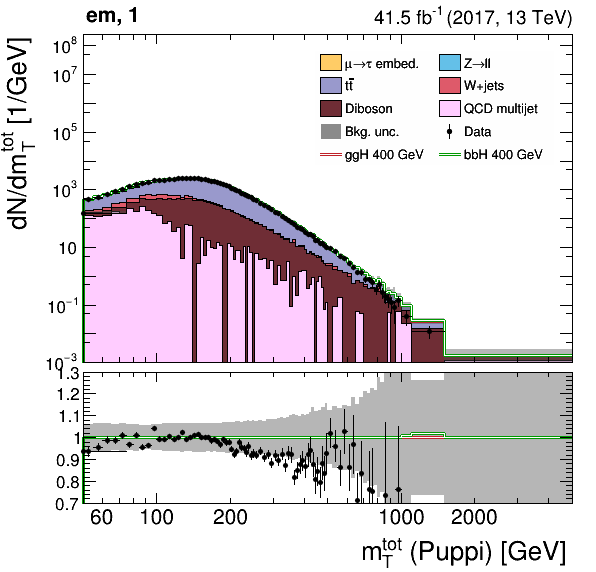 em, 1
41.5 fb⁻¹ (2017, 13 TeV)
dN/dm_T^tot [1/GeV]
10⁸
10⁷
10⁵
10³
10
10⁻¹
10⁻³
μ→τ embed.
Z→ll
tt̄
W+jets
Diboson
QCD multijet
Bkg. unc.
Data
ggH 400 GeV
bbH 400 GeV
1.3
1.2
1.1
1
0.9
0.8
0.7
60 100 200 1000 2000
m_T^tot (Puppi) [GeV]